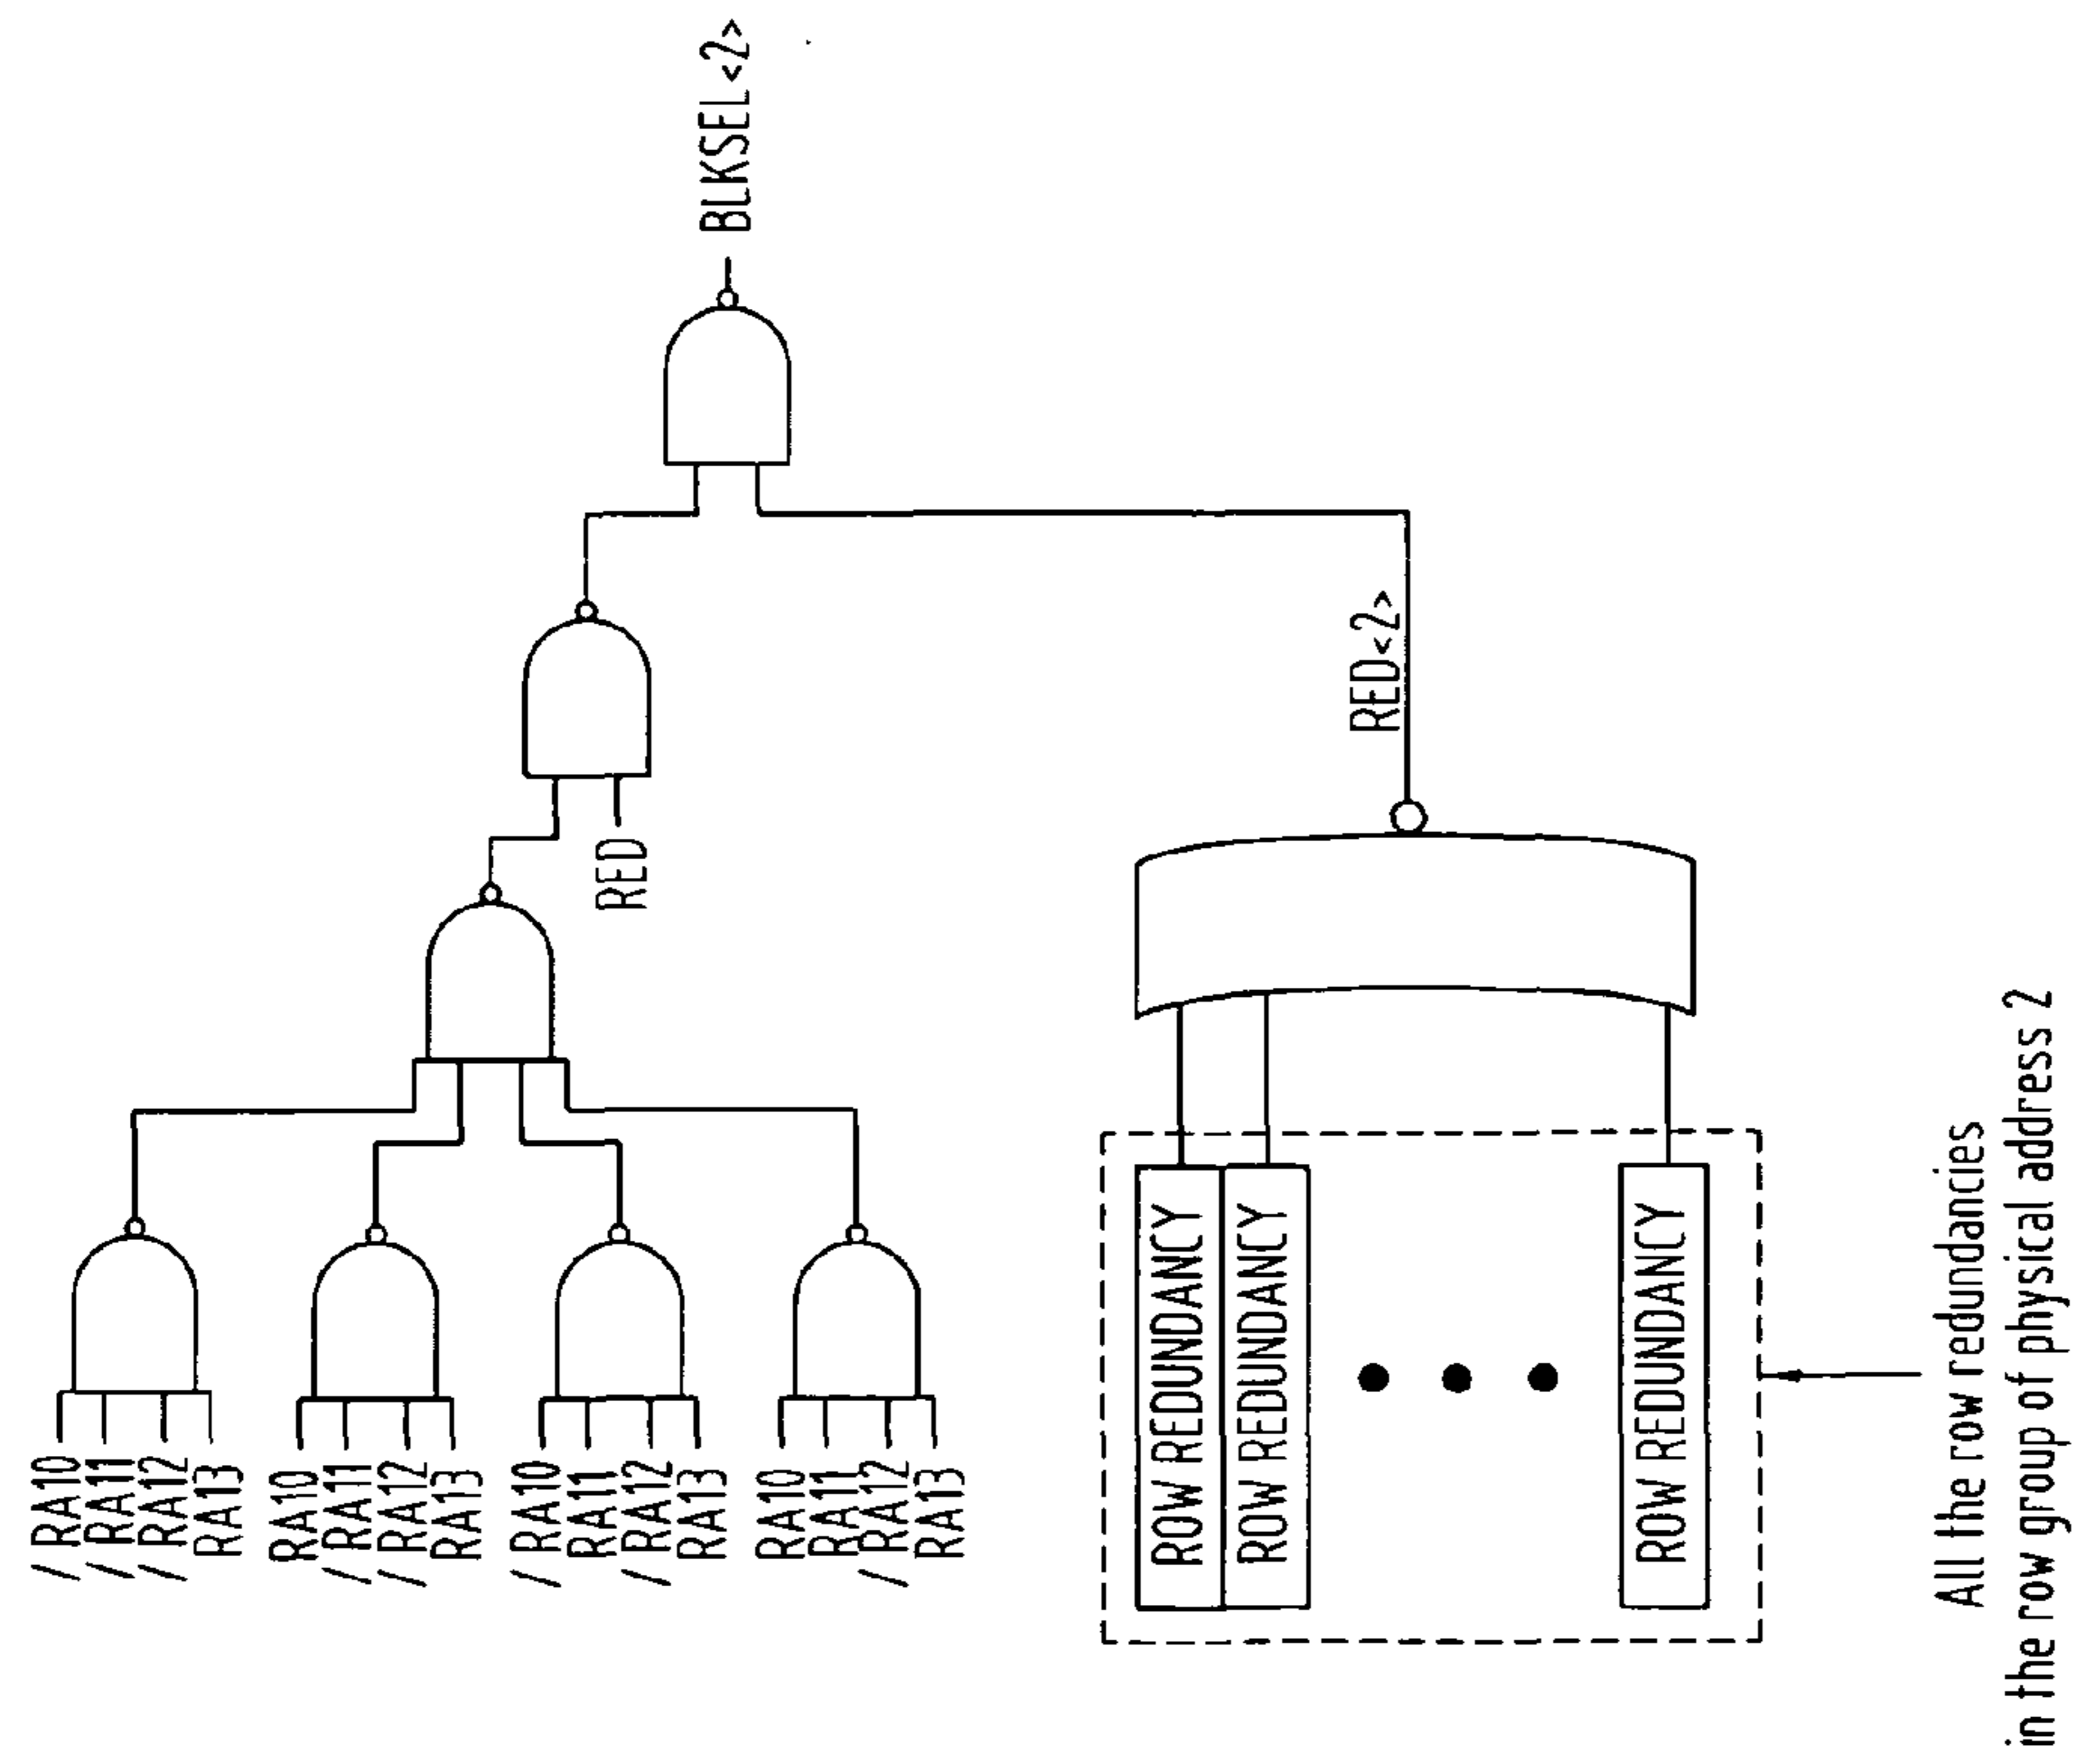 /RA10
/RA11
/RA12
RA13
RA10
/RA11
/RA12
RA13
/RA10
RA11
/RA12
RA13
RA10
RA11
/RA12
RA13
RED
BLKSEL<2>
RED<2>
ROW REDUNDANCY
ROW REDUNDANCY
ROW REDUNDANCY
All the row redundancies
in the row group of physical address 2